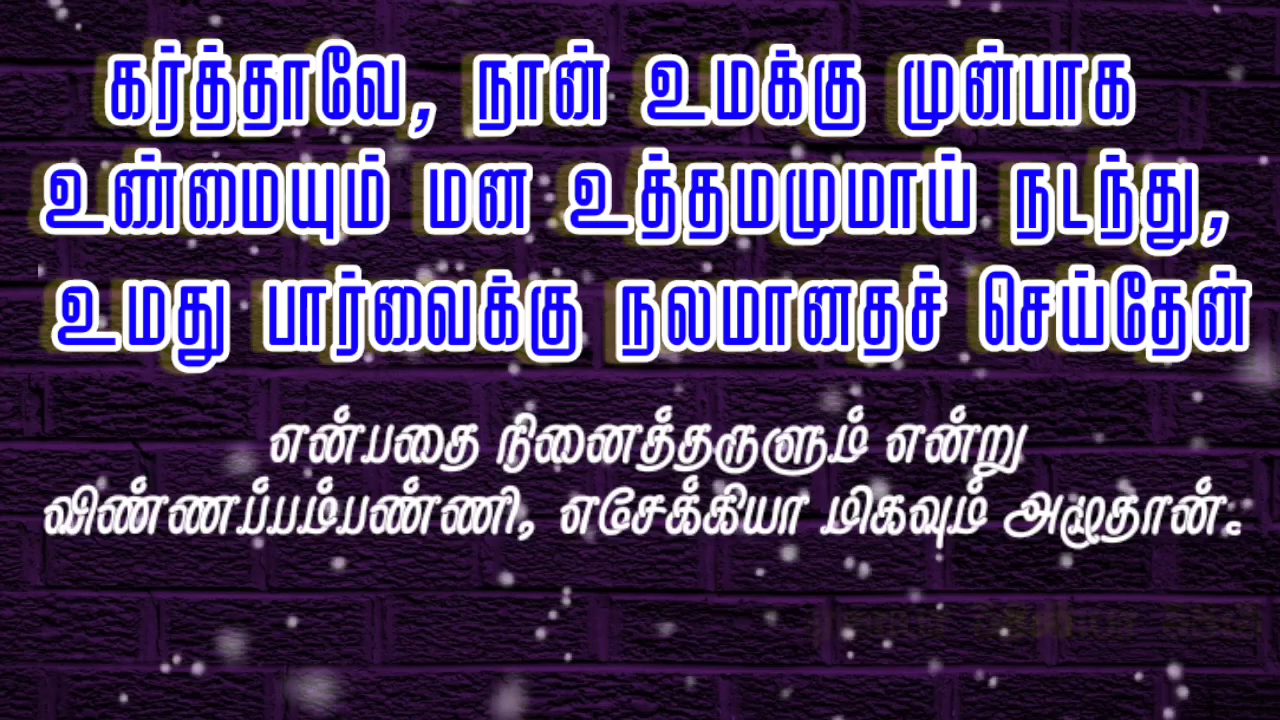 கர்த்தாவே, நான் உமக்கு முன்பாக
உண்மையும் மன உத்தமமுமாய் நடந்து,
உமது பார்வைக்கு நலமானதச் செய்தேன்
என்பதை நினைத்தருளும் என்று
விண்ணப்பம்பண்ணி, எசேக்கியா மிகவும் அழுதான்.